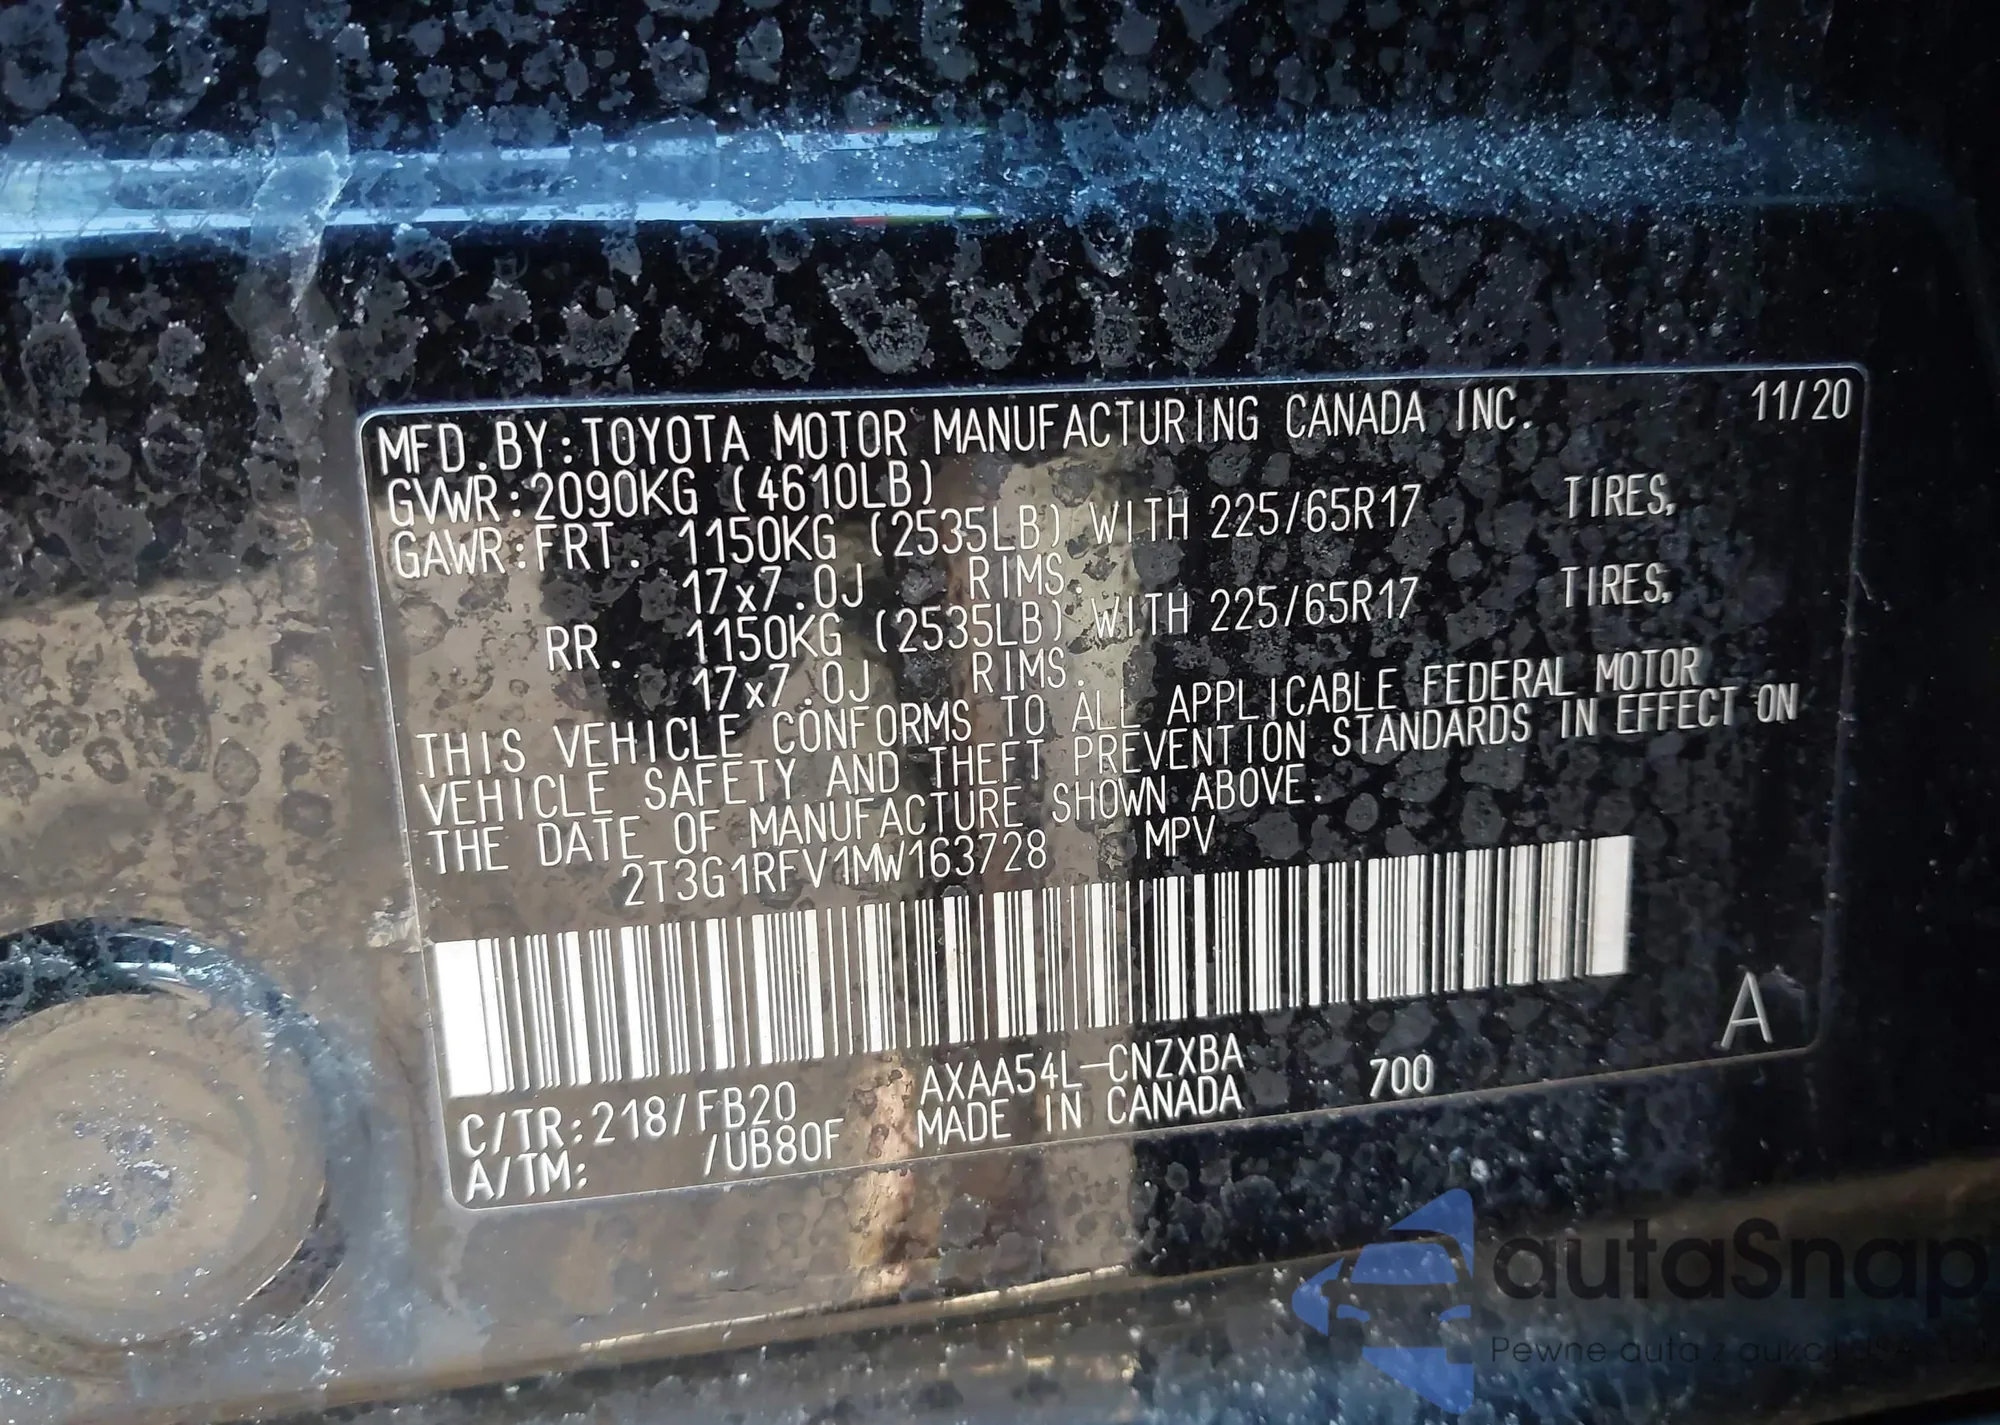 MFD.BY:TOYOTA MOTOR MANUFACTURING CANADA INC. 11/20
GVWR:2090KG (4610LB)
GAWR:FRT. 1150KG (2535LB) WITH 225/65R17 TIRES,
17x7.0J RIMS.
RR. 1150KG (2535LB) WITH 225/65R17 TIRES,
17x7.0J RIMS.
THIS VEHICLE CONFORMS TO ALL APPLICABLE FEDERAL MOTOR
VEHICLE SAFETY AND THEFT PREVENTION STANDARDS IN EFFECT ON
THE DATE OF MANUFACTURE SHOWN ABOVE.
2T3G1RFV1MW163728 MPV
C/TR:218/FB20 AXAA54L-CNZXBA 700 A
A/TM: /UB80F MADE IN CANADA
autaSnap
Pewne auta z aukcji